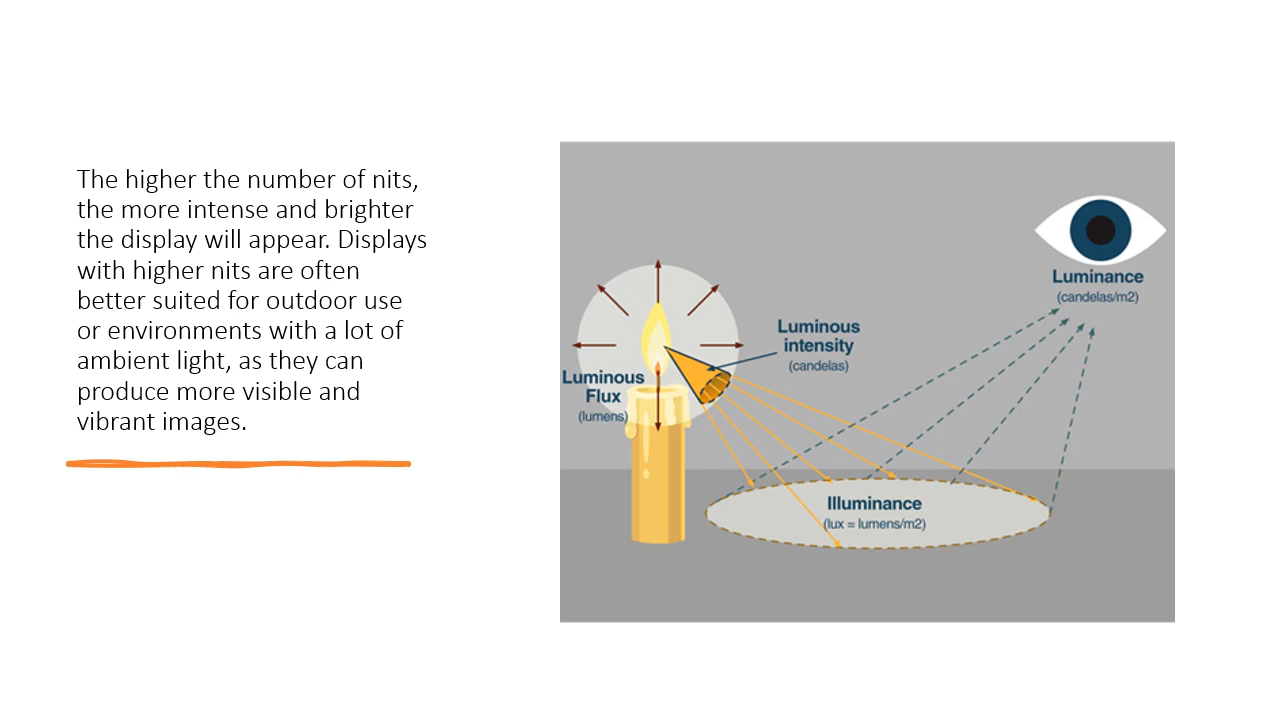 The higher the number of nits,
the more intense and brighter
the display will appear. Displays
with higher nits are often
better suited for outdoor use
or environments with a lot of
ambient light, as they can
produce more visible and
vibrant images.
Luminance
(candelas/m2)
Luminous
intensity
(candelas)
Luminous
Flux
(lumens)
Illuminance
(lux = lumens/m2)